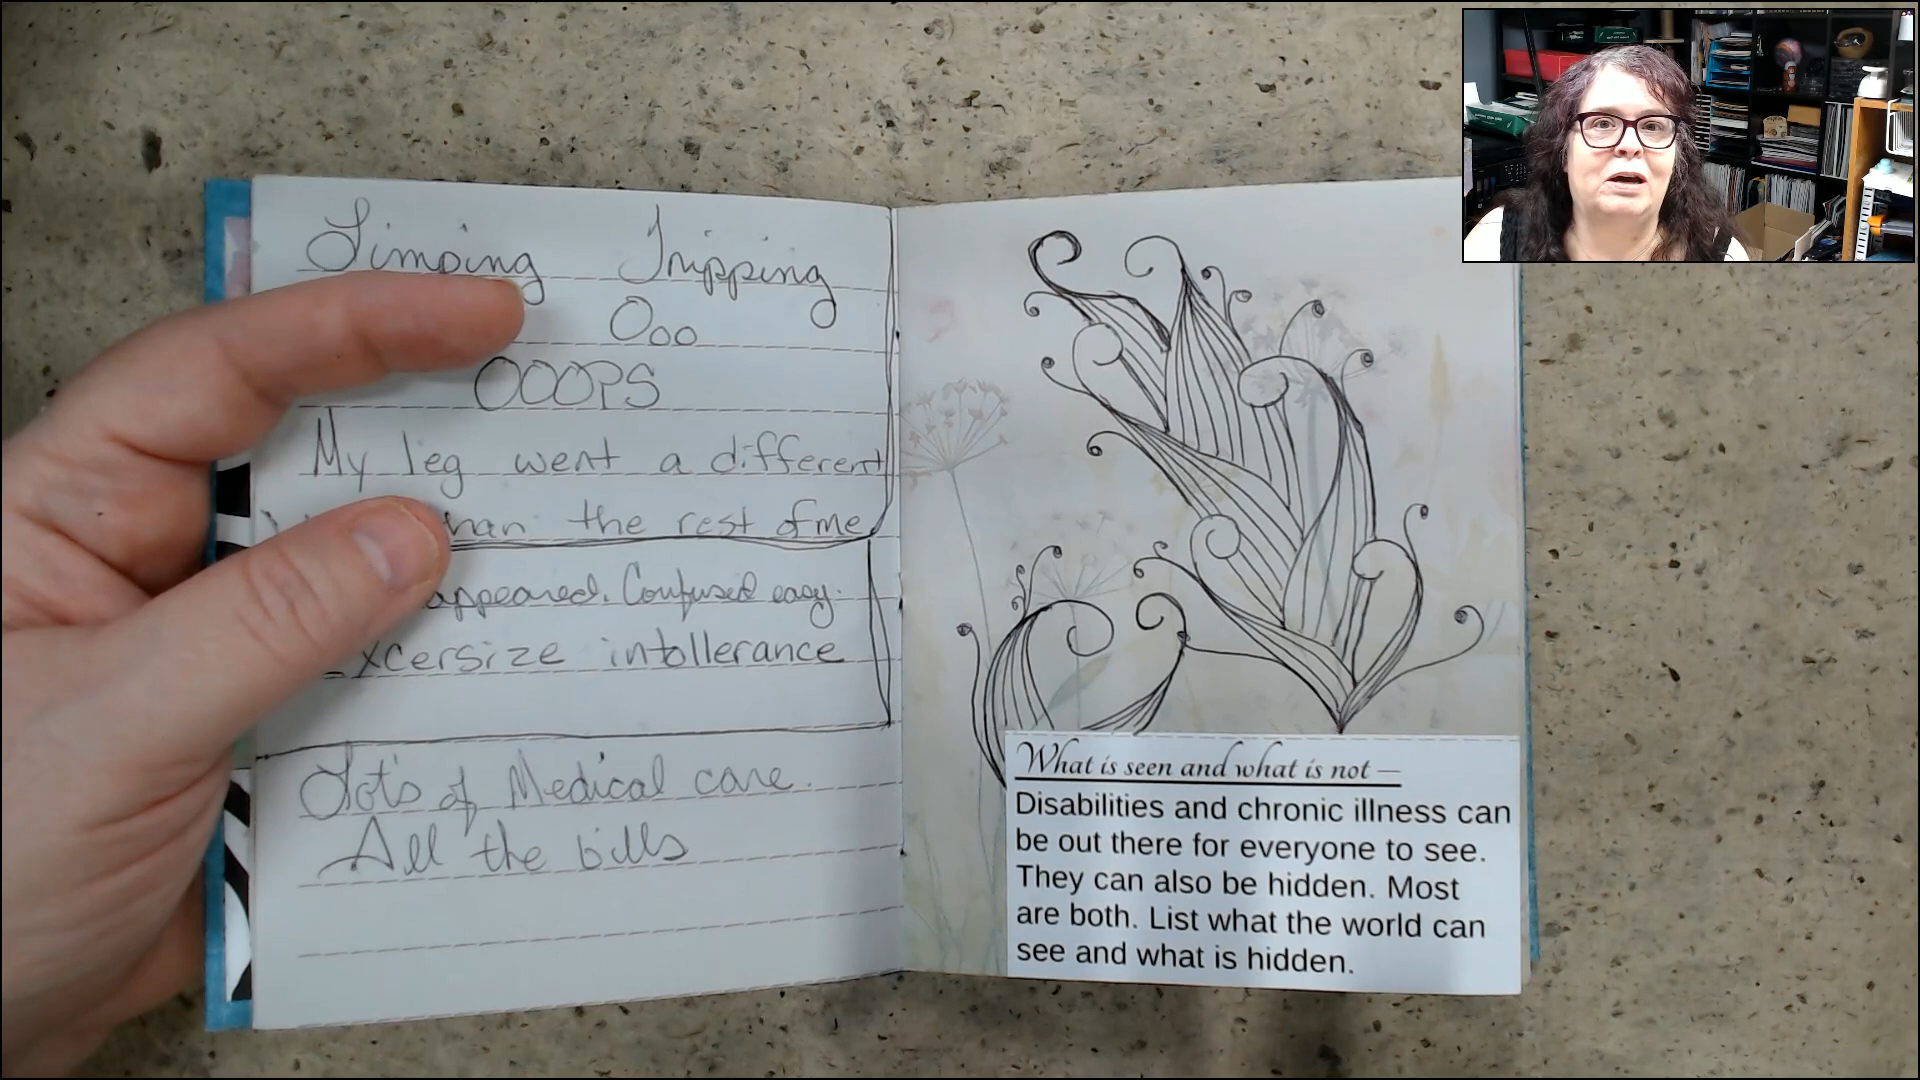 Limping Tripping
Ooo
OOOPS
My leg went a different
than the rest of me
appeared. Confused easy.
Excersize intollerance
Lot's of Medical care.
All the bills
What is seen and what is not —
Disabilities and chronic illness can
be out there for everyone to see.
They can also be hidden. Most
are both. List what the world can
see and what is hidden.